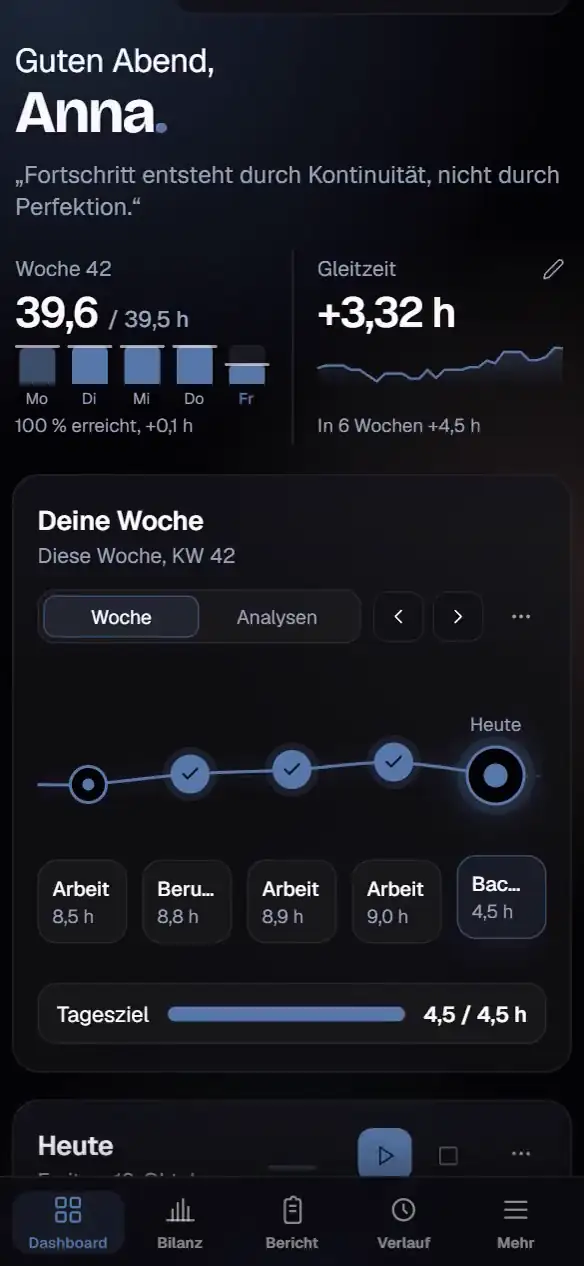 Guten Abend,
Anna.
„Fortschritt entsteht durch Kontinuität, nicht durch
Perfektion.“
Woche 42
39,6 / 39,5 h
Mo Di Mi Do Fr
100 % erreicht, +0,1 h
Gleitzeit
+3,32 h
In 6 Wochen +4,5 h
Deine Woche
Diese Woche, KW 42
Woche Analysen
Heute
Arbeit
8,5 h
Beru...
8,8 h
Arbeit
8,9 h
Arbeit
9,0 h
Bac...
4,5 h
Tagesziel 4,5 / 4,5 h
Heute
Dashboard Bilanz Bericht Verlauf Mehr